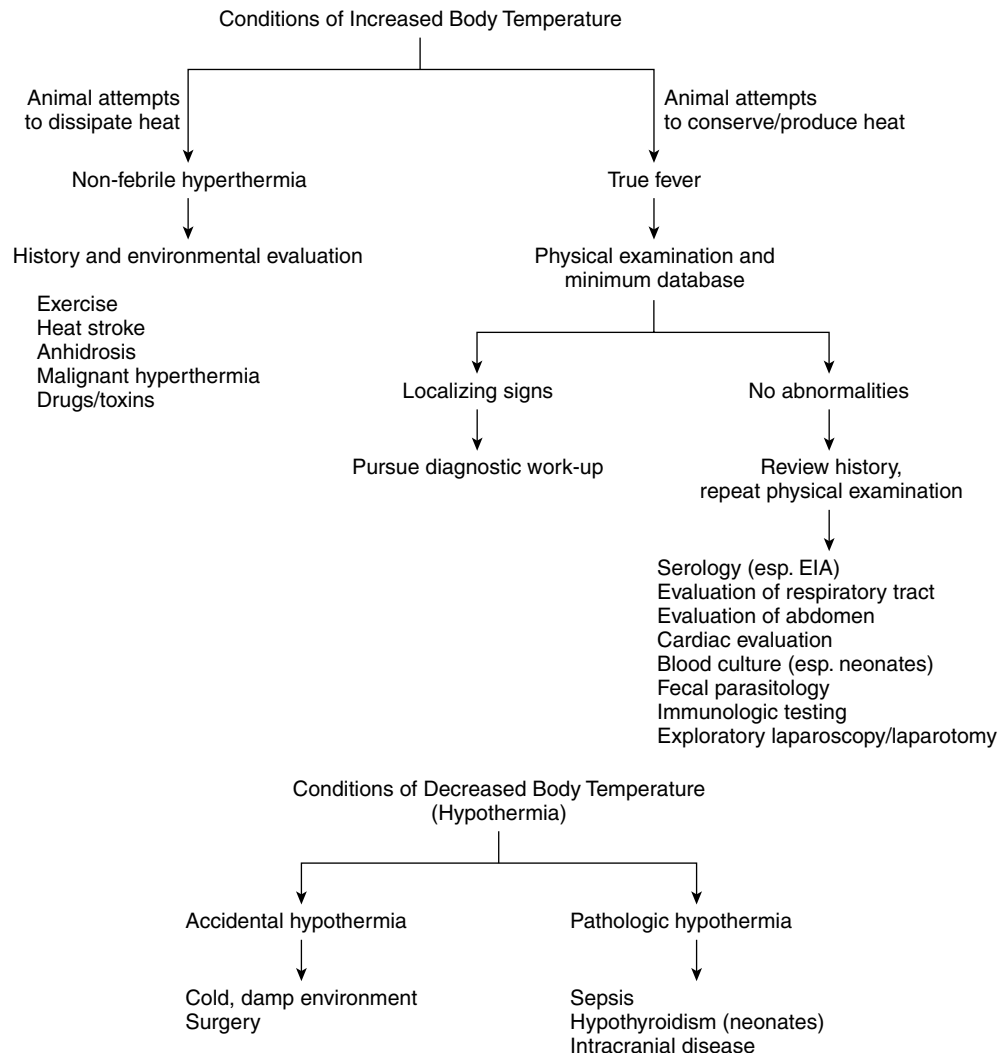 Conditions of Increased Body Temperature
Animal attempts
to dissipate heat
Animal attempts
to conserve/produce heat
Non-febrile hyperthermia
True fever
History and environmental evaluation
Physical examination and
minimum database
Exercise
Heat stroke
Anhidrosis
Malignant hyperthermia
Drugs/toxins
Localizing signs
No abnormalities
Pursue diagnostic work-up
Review history,
repeat physical examination
Serology (esp. EIA)
Evaluation of respiratory tract
Evaluation of abdomen
Cardiac evaluation
Blood culture (esp. neonates)
Fecal parasitology
Immunologic testing
Exploratory laparoscopy/laparotomy
Conditions of Decreased Body Temperature
(Hypothermia)
Accidental hypothermia
Pathologic hypothermia
Cold, damp environment
Surgery
Sepsis
Hypothyroidism (neonates)
Intracranial disease